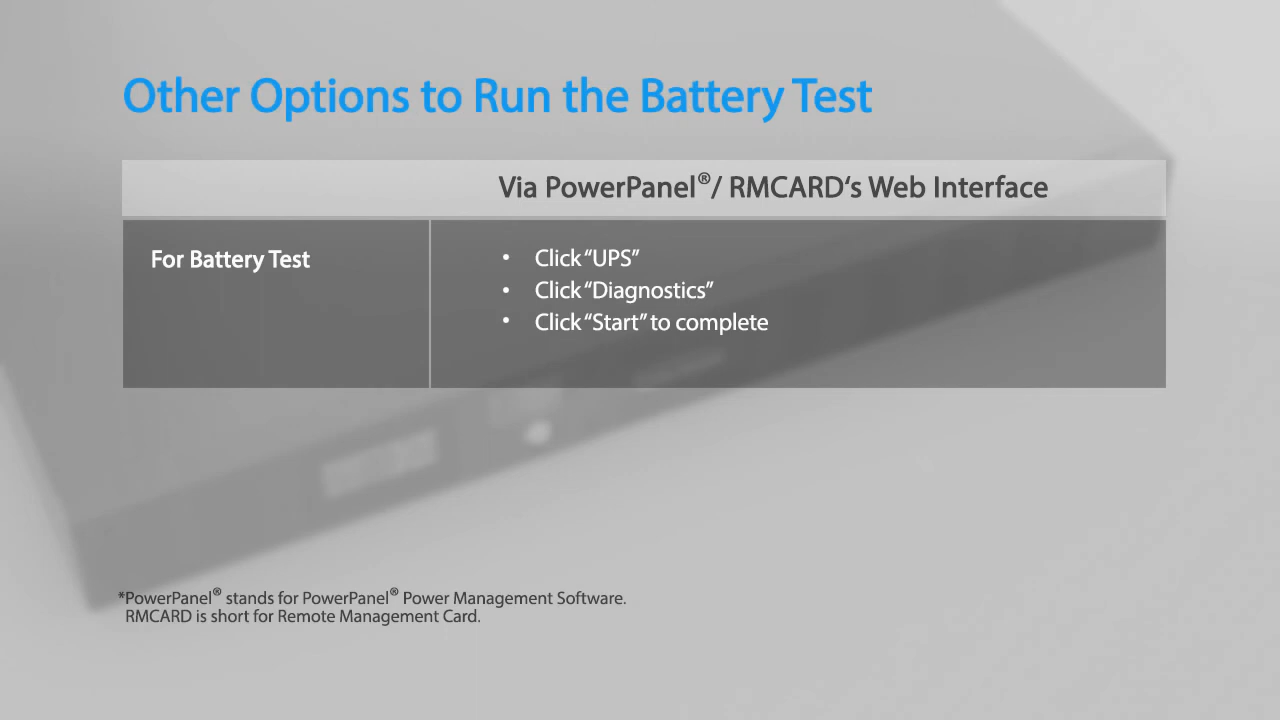 Other Options to Run the Battery Test
Via PowerPanel®/ RMCARD‘s Web Interface
For Battery Test
• Click “UPS”
• Click “Diagnostics”
• Click “Start” to complete
*PowerPanel® stands for PowerPanel® Power Management Software.
RMCARD is short for Remote Management Card.